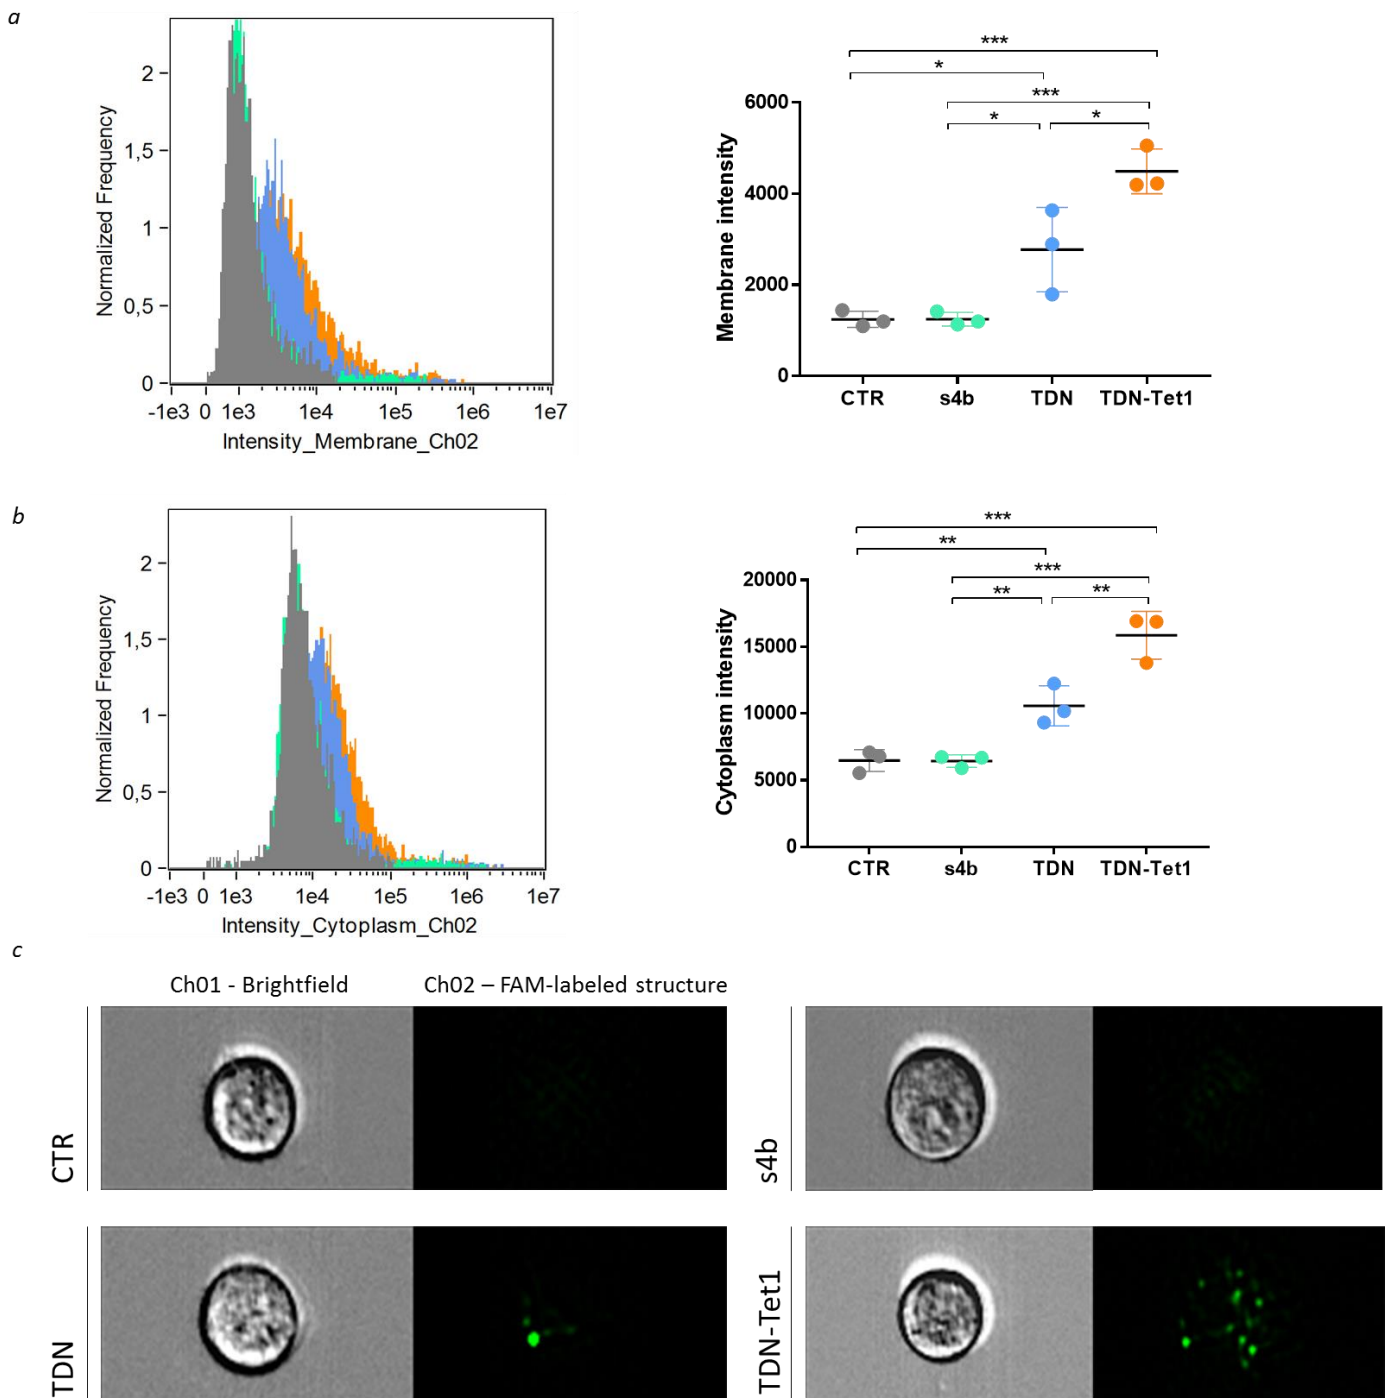 a
Normalized Frequency
2
1,5
1
0,5
0
-1e3 0 1e3 1e4 1e5 1e6 1e7
Intensity_Membrane_Ch02
***
*
***
* *
Membrane intensity
6000
4000
2000
0
CTR s4b TDN TDN-Tet1
b
Normalized Frequency
2
1,5
1
0,5
0
-1e3 0 1e3 1e4 1e5 1e6 1e7
Intensity_Cytoplasm_Ch02
***
**
***
** **
Cytoplasm intensity
20000
15000
10000
5000
0
CTR s4b TDN TDN-Tet1
c
Ch01 - Brightfield Ch02 – FAM-labeled structure
CTR
s4b
TDN
TDN-Tet1